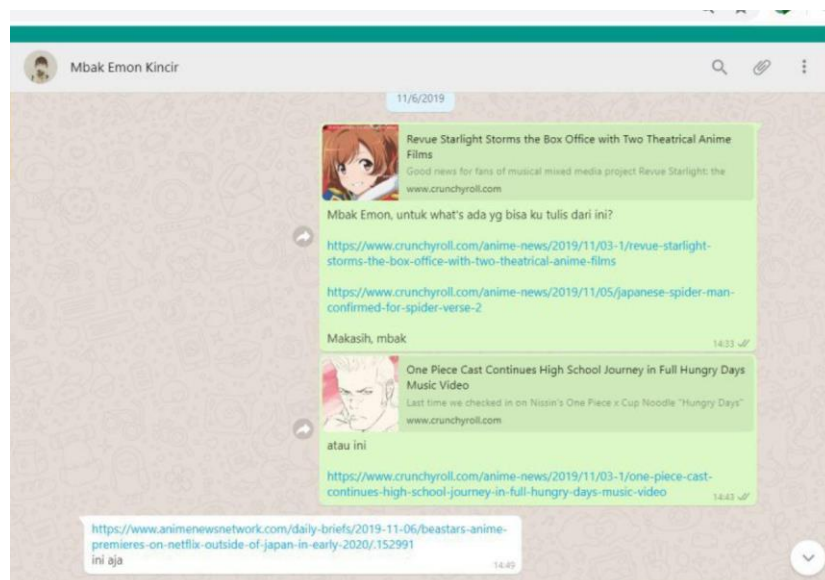 Mbak Emon Kincir
11/6/2019
Revue Starlight Storms the Box Office with Two Theatrical Anime
Films
Good news for fans of musical mixed media project Revue Starlight: the
www.crunchyroll.com
Mbak Emon, untuk what's ada yg bisa ku tulis dari ini?
https://www.crunchyroll.com/anime-news/2019/11/03-1/revue-starlight-
storms-the-box-office-with-two-theatrical-anime-films
https://www.crunchyroll.com/anime-news/2019/11/05/japanese-spider-man-
confirmed-for-spider-verse-2
Makasih, mbak
14:33
One Piece Cast Continues High School Journey in Full Hungry Days
Music Video
Last time we checked in on Nissin's One Piece x Cup Noodle "Hungry Days"
www.crunchyroll.com
atau ini
https://www.crunchyroll.com/anime-news/2019/11/03-1/one-piece-cast-
continues-high-school-journey-in-full-hungry-days-music-video
14:43
https://www.animenewsnetwork.com/daily-briefs/2019-11-06/beastars-anime-
premieres-on-netflix-outside-of-japan-in-early-2020/.152991
ini aja
14:49